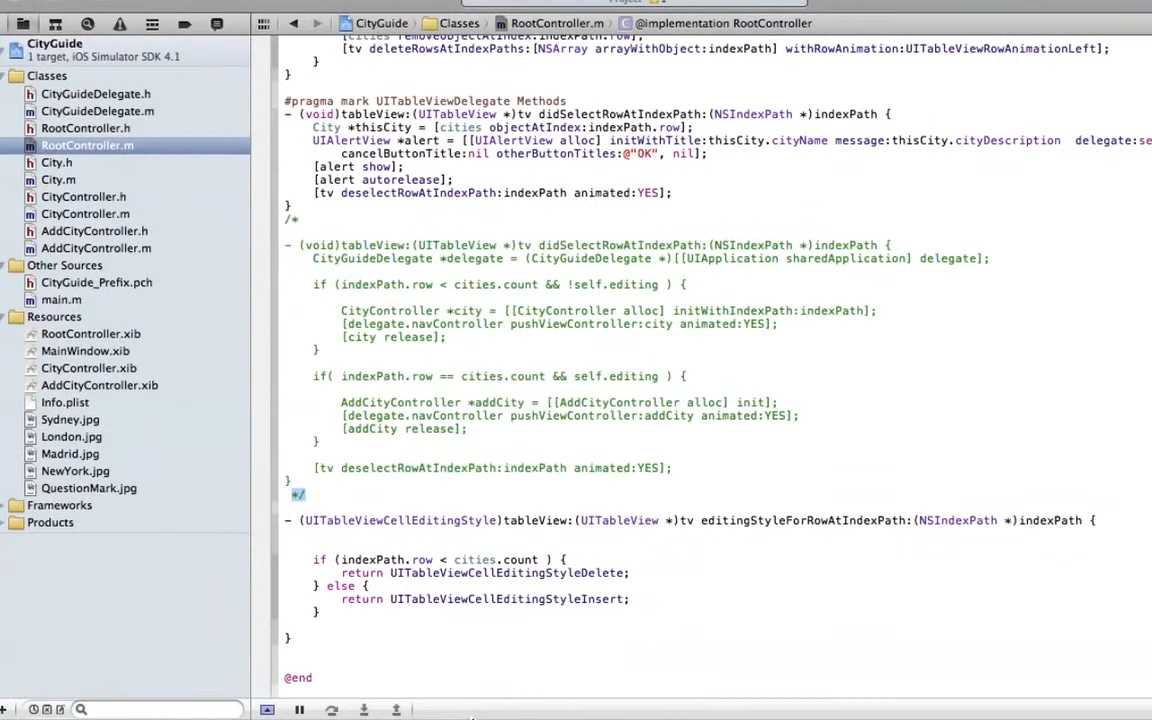 Project
CityGuide
Classes
RootController.m
@implementation RootController
CityGuide
1 target, iOS Simulator SDK 4.1
Classes
CityGuideDelegate.h
CityGuideDelegate.m
RootController.h
RootController.m
City.h
City.m
CityController.h
CityController.m
AddCityController.h
AddCityController.m
Other Sources
CityGuide_Prefix.pch
main.m
Resources
RootController.xib
MainWindow.xib
CityController.xib
AddCityController.xib
Info.plist
Sydney.jpg
London.jpg
Madrid.jpg
NewYork.jpg
QuestionMark.jpg
Frameworks
Products
[cities removeObjectAtIndex:indexPath.row];
[tv deleteRowsAtIndexPaths:[NSArray arrayWithObject:indexPath] withRowAnimation:UITableViewRowAnimationLeft];
}
}
#pragma mark UITableViewDelegate Methods
- (void)tableView:(UITableView *)tv didSelectRowAtIndexPath:(NSIndexPath *)indexPath {
City *thisCity = [cities objectAtIndex:indexPath.row];
UIAlertView *alert = [[UIAlertView alloc] initWithTitle:thisCity.cityName message:thisCity.cityDescription delegate:se
cancelButtonTitle:nil otherButtonTitles:@"OK", nil];
[alert show];
[alert autorelease];
[tv deselectRowAtIndexPath:indexPath animated:YES];
}
/*
- (void)tableView:(UITableView *)tv didSelectRowAtIndexPath:(NSIndexPath *)indexPath {
CityGuideDelegate *delegate = (CityGuideDelegate *)[[UIApplication sharedApplication] delegate];
if (indexPath.row < cities.count && !self.editing ) {
CityController *city = [[CityController alloc] initWithIndexPath:indexPath];
[delegate.navController pushViewController:city animated:YES];
[city release];
}
if( indexPath.row == cities.count && self.editing ) {
AddCityController *addCity = [[AddCityController alloc] init];
[delegate.navController pushViewController:addCity animated:YES];
[addCity release];
}
[tv deselectRowAtIndexPath:indexPath animated:YES];
}
*/
- (UITableViewCellEditingStyle)tableView:(UITableView *)tv editingStyleForRowAtIndexPath:(NSIndexPath *)indexPath {
if (indexPath.row < cities.count ) {
return UITableViewCellEditingStyleDelete;
} else {
return UITableViewCellEditingStyleInsert;
}
}
@end